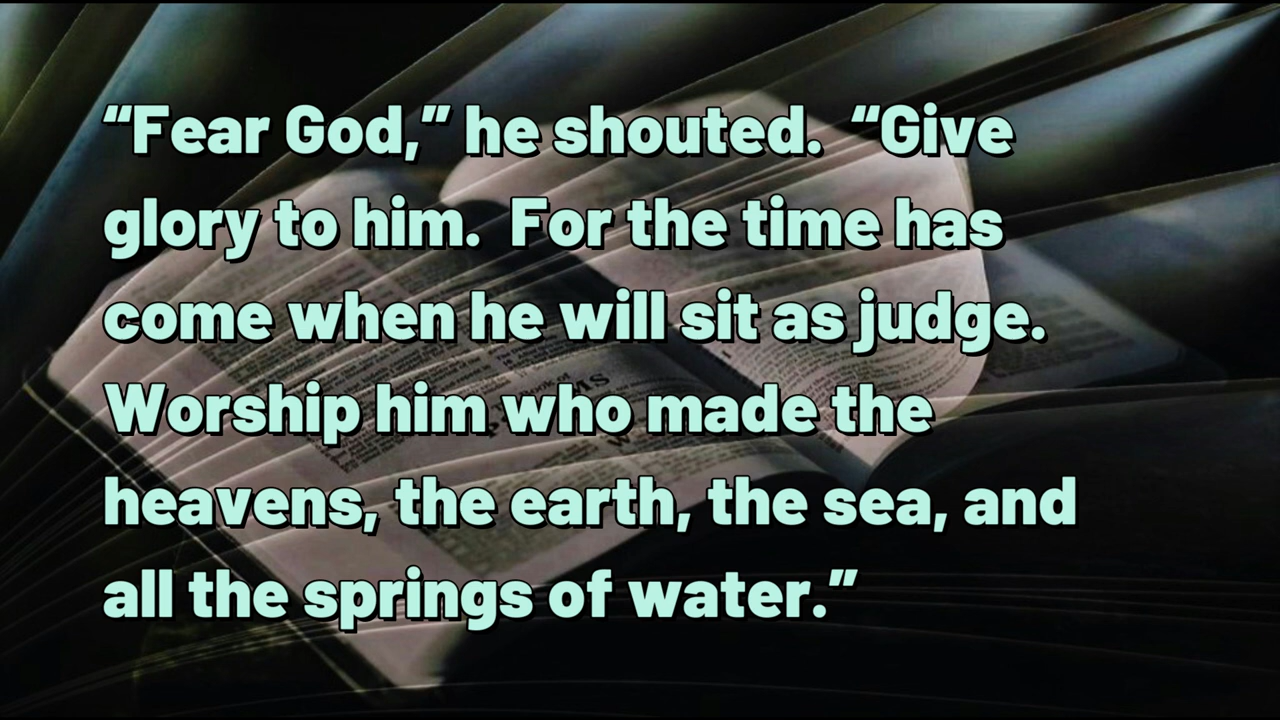 “Fear God,” he shouted.  “Give
glory to him.  For the time has
come when he will sit as judge.
Worship him who made the
heavens, the earth, the sea, and
all the springs of water.”